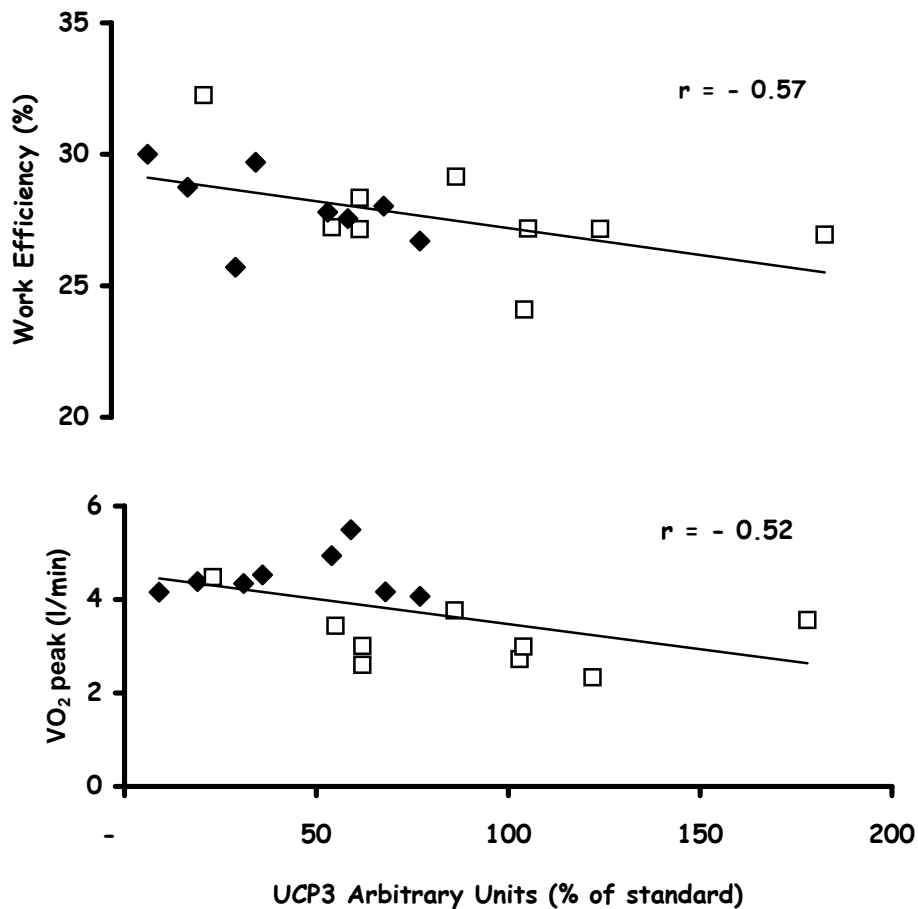 35
r = - 0.57
30
25
20
Work Efficiency (%)
6
r = - 0.52
4
2
0
VO₂ peak (l/min)
- 50 100 150 200
UCP3 Arbitrary Units (% of standard)